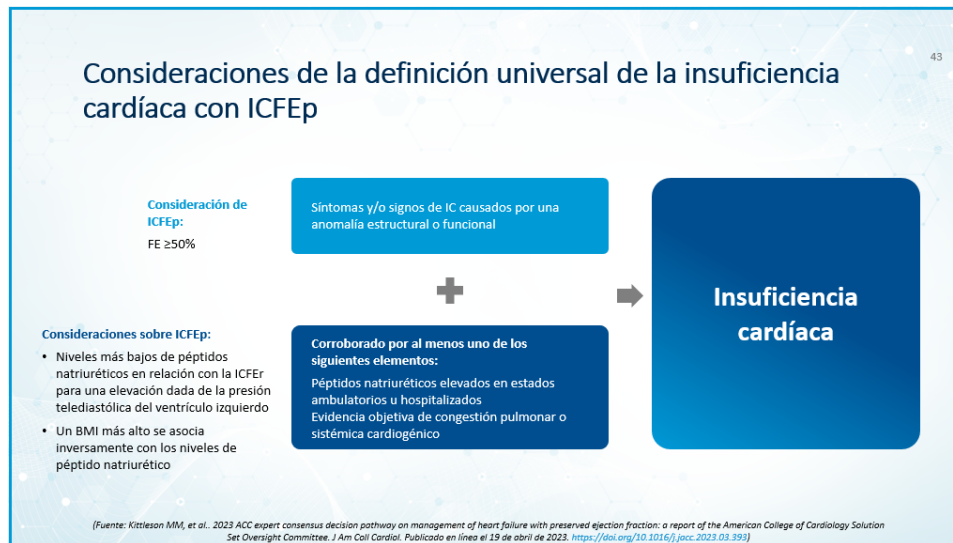 43
Consideraciones de la definición universal de la insuficiencia
cardíaca con ICFEp
Consideración de
ICFEp:
FE ≥50%
Síntomas y/o signos de IC causados por una
anomalía estructural o funcional
Insuficiencia
cardíaca
Consideraciones sobre ICFEp:
• Niveles más bajos de péptidos
natriuréticos en relación con la ICFEr
para una elevación dada de la presión
telediastólica del ventrículo izquierdo
• Un BMI más alto se asocia
inversamente con los niveles de
péptido natriurético
Corroborado por al menos uno de los
siguientes elementos:
Péptidos natriuréticos elevados en estados
ambulatorios u hospitalizados
Evidencia objetiva de congestión pulmonar o
sistémica cardiogénico
(Fuente: Kittleson MM, et al.. 2023 ACC expert consensus decision pathway on management of heart failure with preserved ejection fraction: a report of the American College of Cardiology Solution
Set Oversight Committee. J Am Coll Cardiol. Publicado en línea el 19 de abril de 2023. https://doi.org/10.1016/j.jacc.2023.03.393)